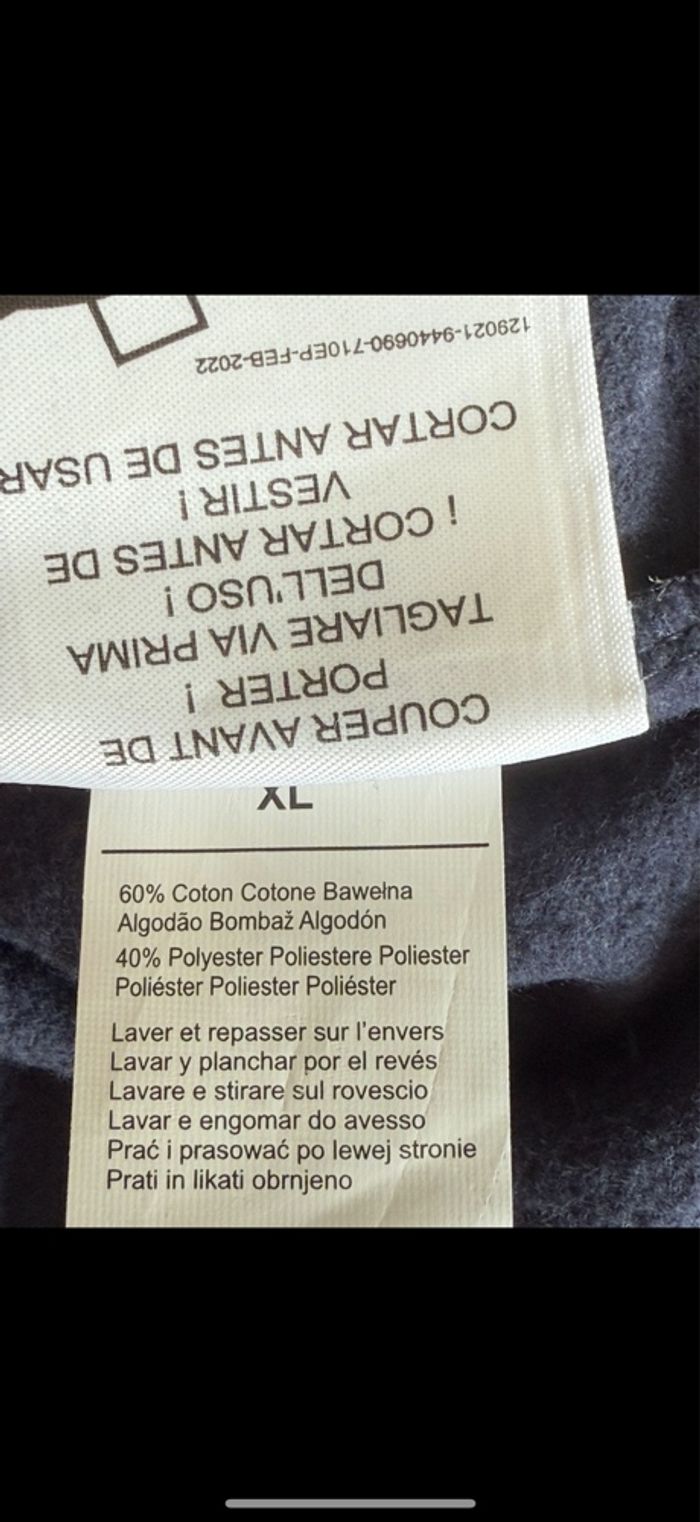 129021-9440690-710EP-FEB-2022
CORTAR ANTES DE USAR
VESTIR !
! CORTAR ANTES DE
DELL'USO !
TAGLIARE VIA PRIMA
PORTER !
COUPER AVANT DE
XL
60% Coton Cotone Bawełna
Algodão Bombaž Algodón
40% Polyester Poliestere Poliester
Poliéster Poliester Poliéster
Laver et repasser sur l'envers
Lavar y planchar por el revés
Lavare e stirare sul rovescio
Lavar e engomar do avesso
Prać i prasować po lewej stronie
Prati in likati obrnjeno